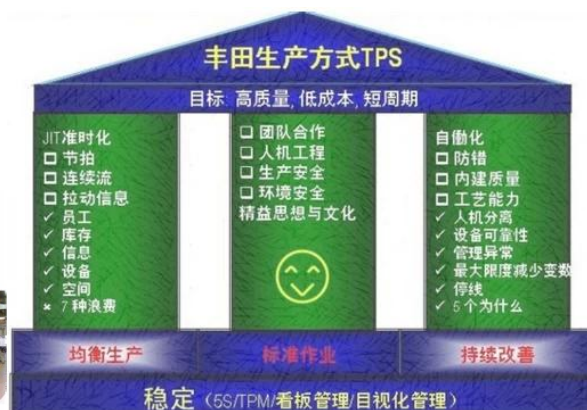 丰田生产方式TPS
目标: 高质量, 低成本, 短周期
JIT准时化
□ 节拍
□ 连续流
□ 拉动信息
✓ 员工
✓ 库存
✓ 信息
✓ 设备
✓ 空间
× 7 种浪费
□ 团队合作
□ 人机工程
□ 生产安全
□ 环境安全
精益思想与文化
自働化
□ 防错
□ 内建质量
□ 工艺能力
✓ 人机分离
✓ 设备可靠性
✓ 管理异常
✓ 最大限度减少变数
✓ 停线
✓ 5 个为什么
均衡生产
标准作业
持续改善
稳定（5S/TPM/看板管理/目视化管理）